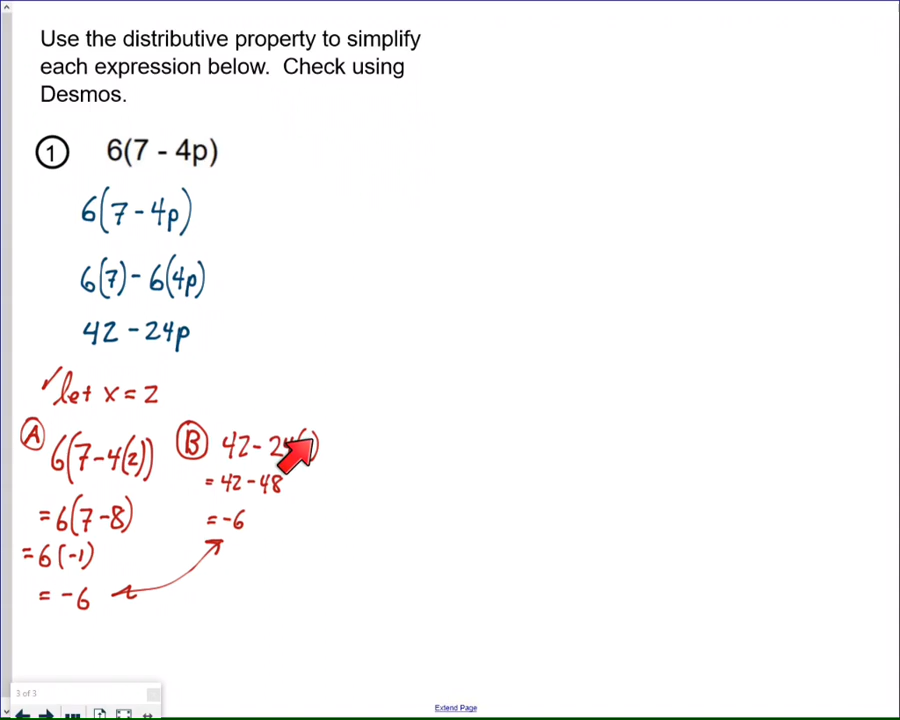 Use the distributive property to simplify
each expression below. Check using
Desmos.
1 6(7 - 4p)
6(7 - 4p)
6(7) - 6(4p)
42 - 24p
✓let x = 2
A 6(7-4(2))
= 6(7-8)
= 6(-1)
= -6
B 42 -
= 42 - 48
= -6
3 of 3
Extend Page